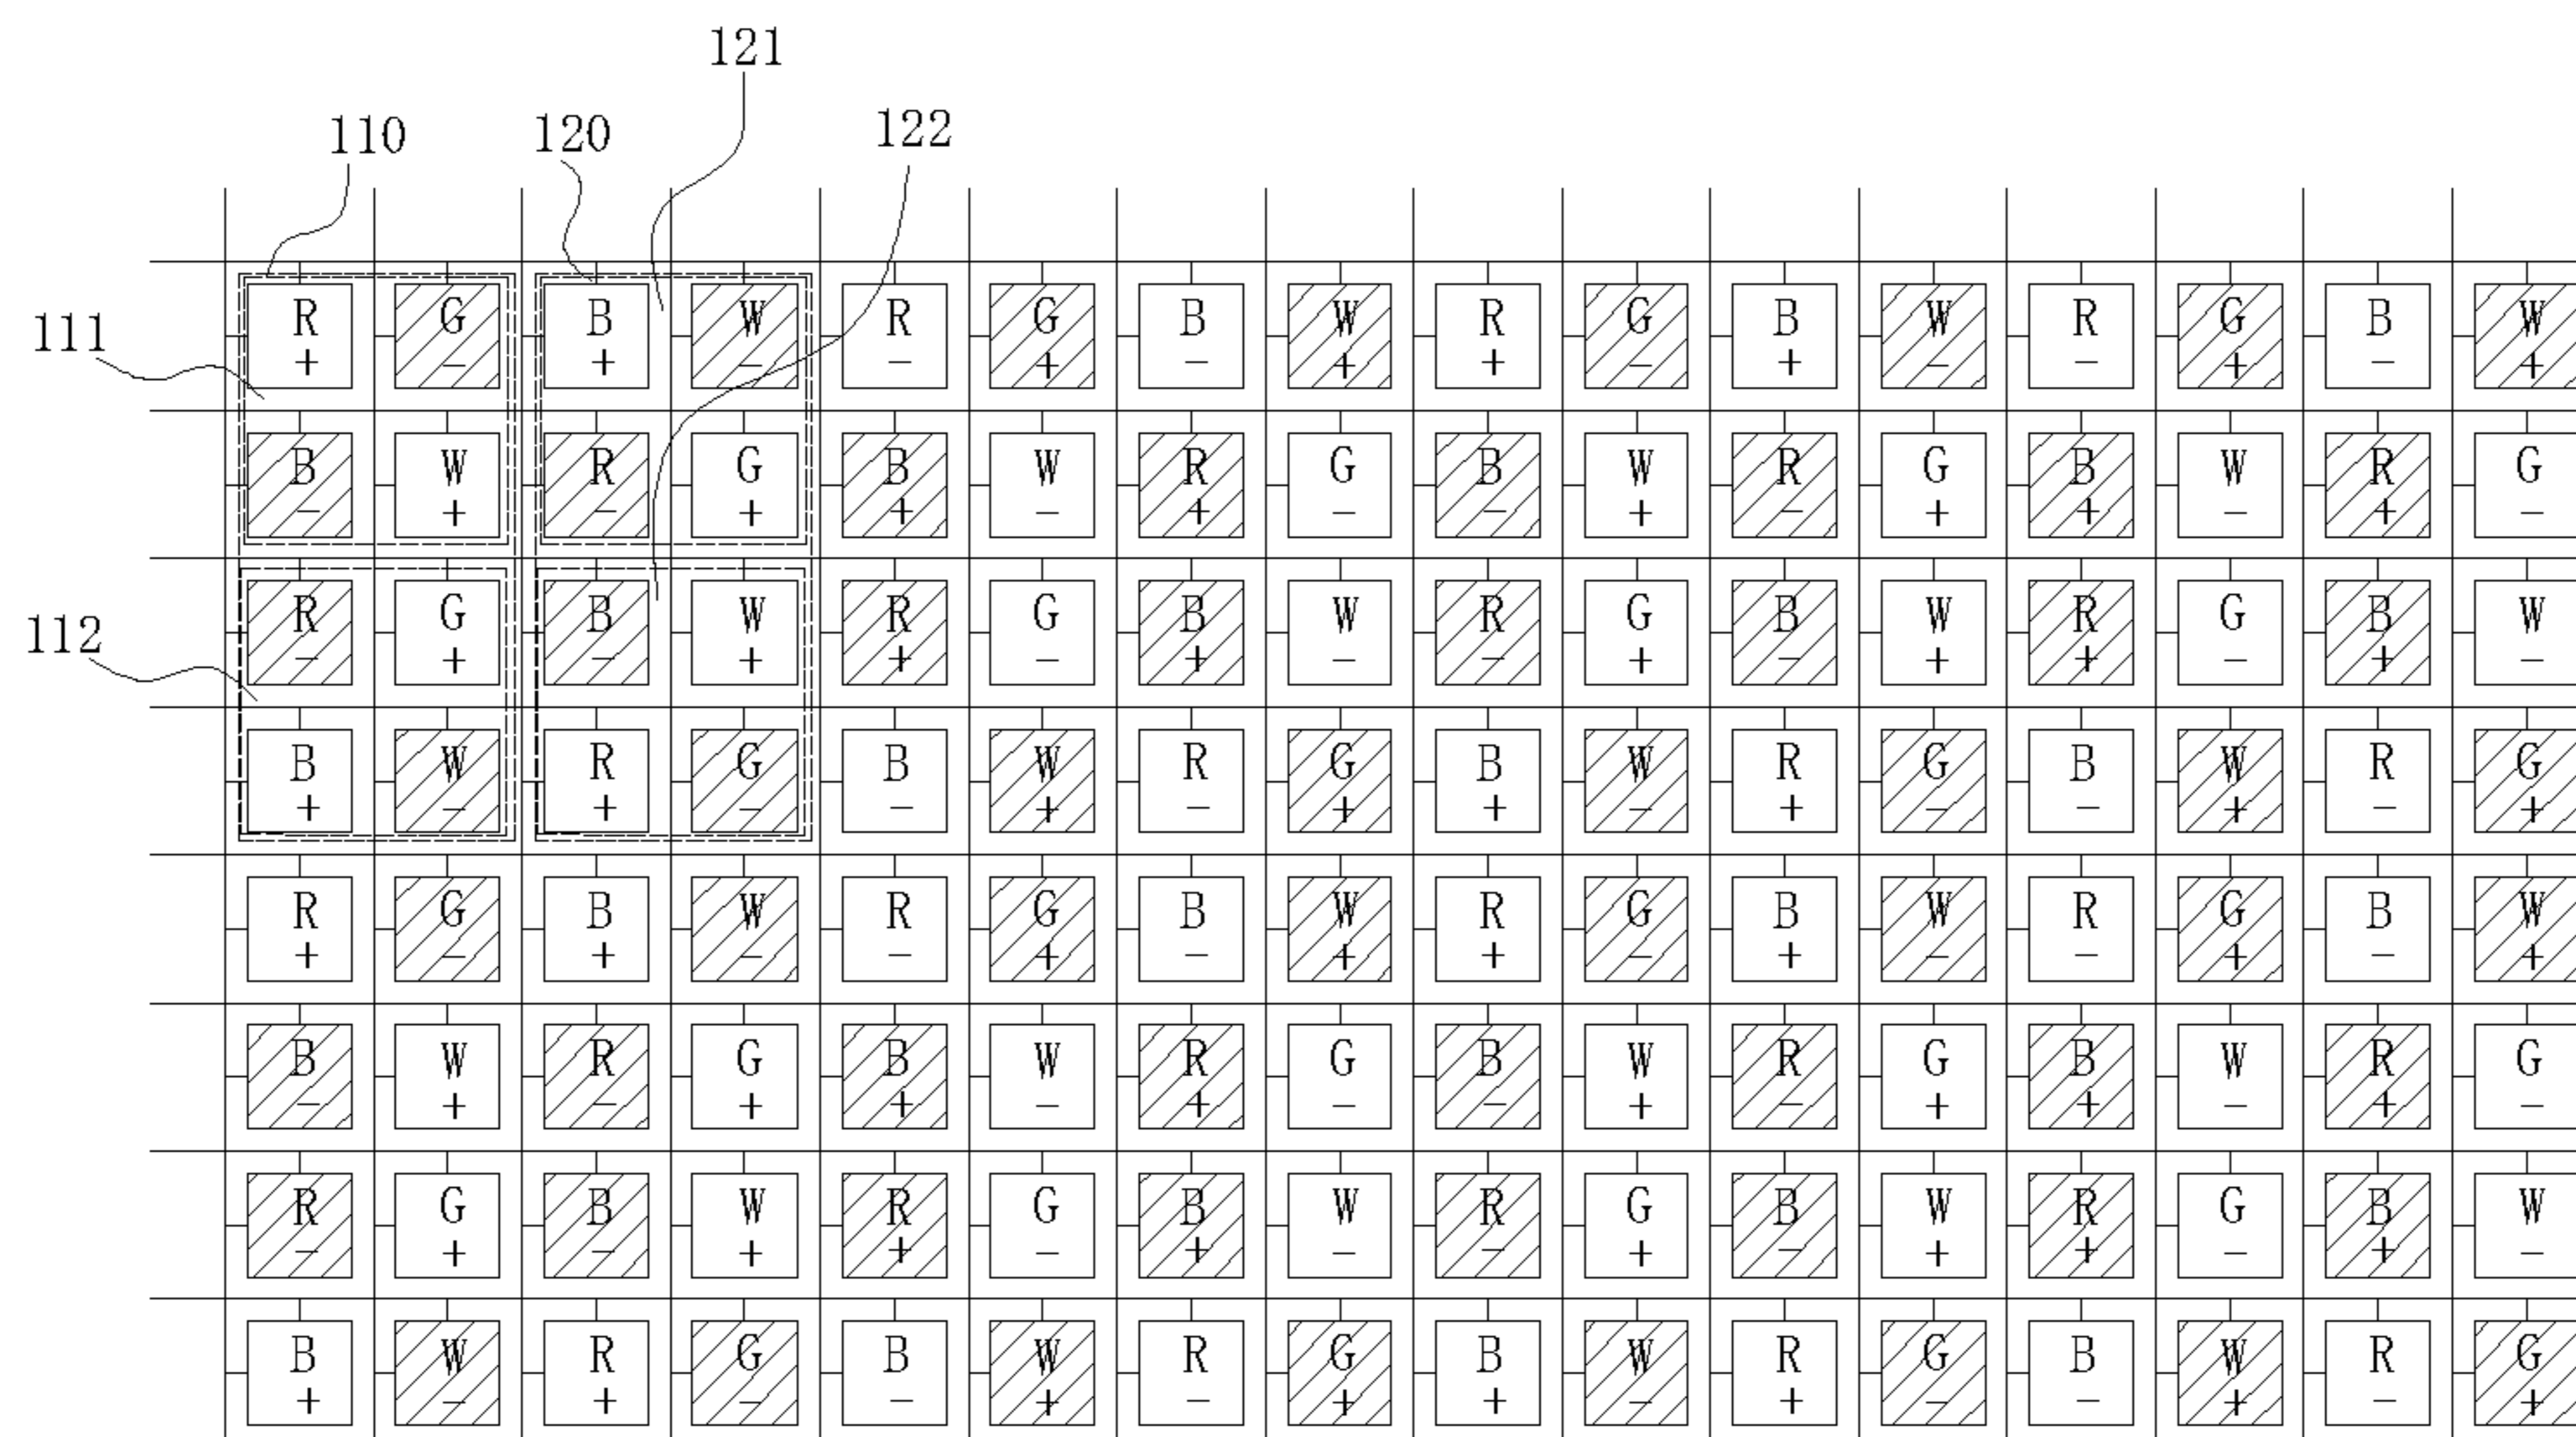 121
110 120 122
R G B W R G B W R G B W R G B W
+ - + - - + - + + - + - - + - +
111
B W R G B W R G B W R G B W R G
- + - + + - + - - + - + + - + -
R G B W R G B W R G B W R G B W
- + - + + - + - - + - + + - + -
112
B W R G B W R G B W R G B W R G
+ - + - - + - + + - + - - + - +
R G B W R G B W R G B W R G B W
+ - + - - + - + + - + - - + - +
B W R G B W R G B W R G B W R G
- + - + + - + - - + - + + - + -
R G B W R G B W R G B W R G B W
- + - + + - + - - + - + + - + -
B W R G B W R G B W R G B W R G
+ - + - - + - + + - + - - + - +